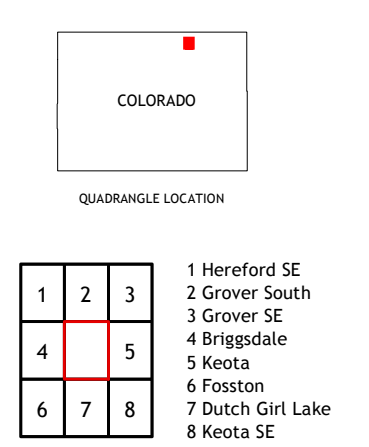 COLORADO
QUADRANGLE LOCATION
1 2 3
4 5
6 7 8
1 Hereford SE
2 Grover South
3 Grover SE
4 Briggsdale
5 Keota
6 Fosston
7 Dutch Girl Lake
8 Keota SE